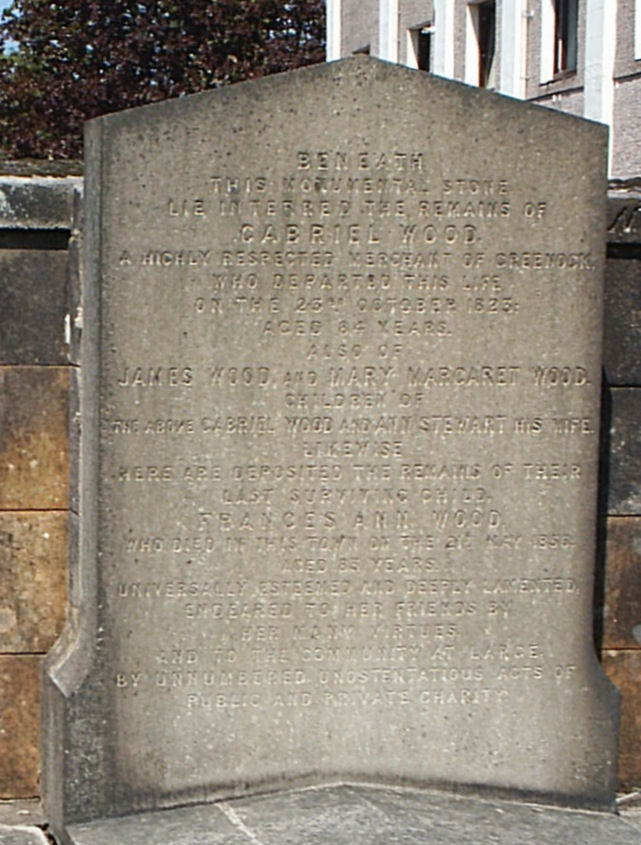 BENEATH
THIS MONUMENTAL STONE
LIE INTERRED THE REMAINS OF
GABRIEL WOOD
A HIGHLY RESPECTED MERCHANT OF GREENOCK,
WHO DEPARTED THIS LIFE
ON THE OCTOBER
AGED 84 YEARS.
ALSO OF
JAMES WOOD, AND MARY MARGARET WOOD.
CHILDREN OF
THE ABOVE GABRIEL WOOD AND ANN STEWART HIS WIFE.
LIKEWISE
HERE ARE DEPOSITED THE REMAINS OF THEIR
LAST SURVIVING CHILD.
FRANCES ANN WOOD
WHO DIED IN THIS TOWN ON THE MAY
AGED YEARS.
UNIVERSALLY ESTEEMED AND DEEPLY LAMENTED,
ENDEARED TO HER FRIENDS BY
HER MANY VIRTUES
AND TO THE COMMUNITY AT LARGE,
BY UNNUMBERED UNOSTENTATIOUS ACTS OF
PUBLIC AND PRIVATE CHARITY